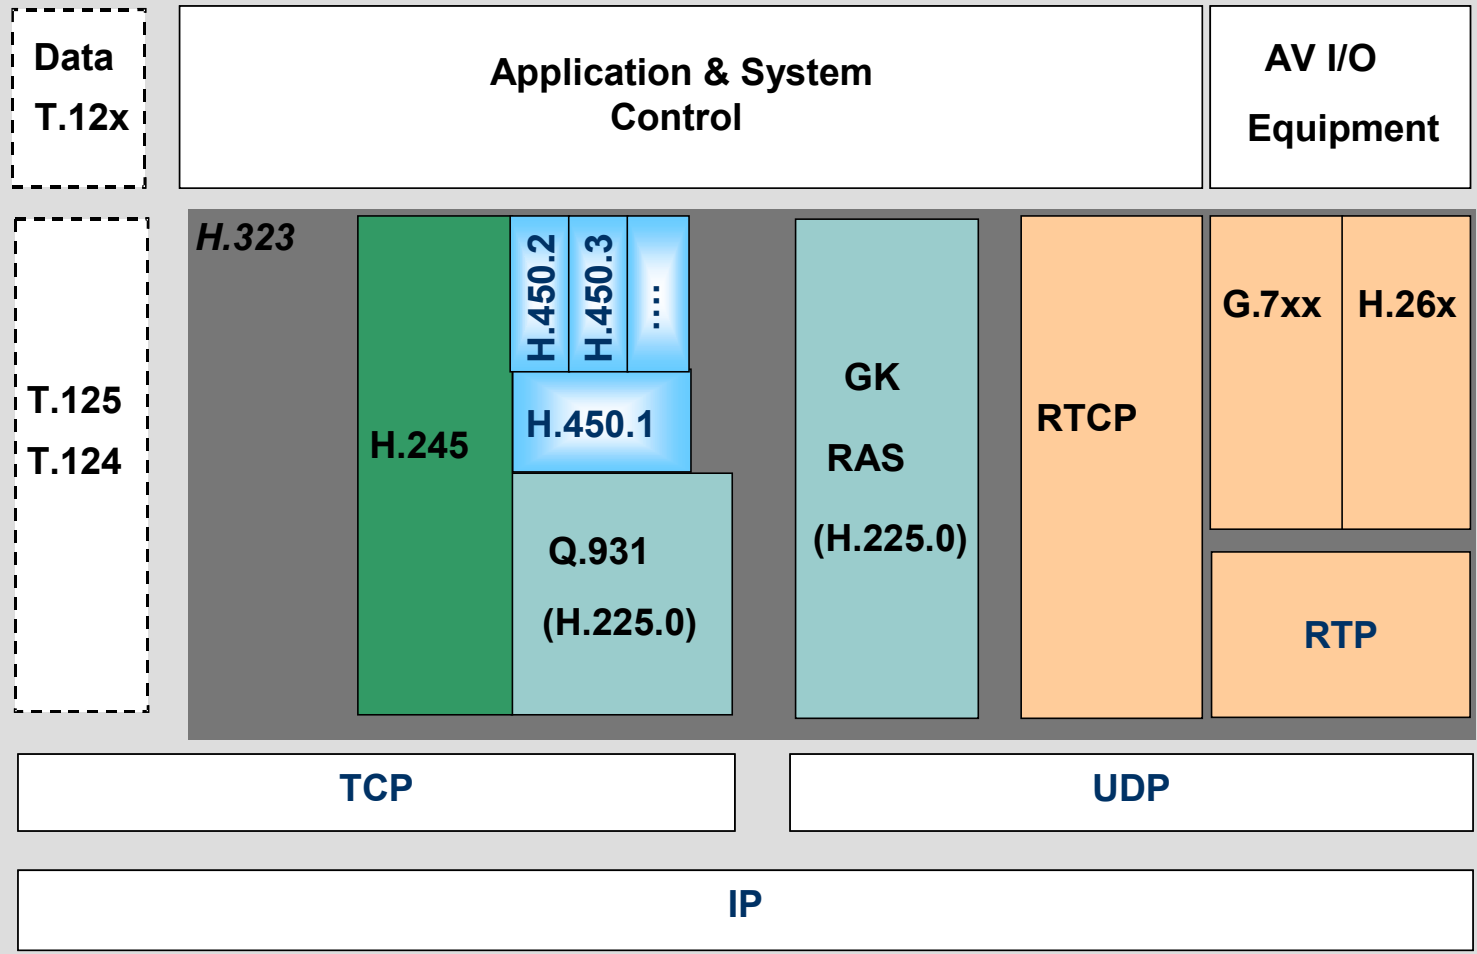 Data
T.12x
Application & System
Control
AV I/O
Equipment
H.323
T.125
T.124
H.245
H.450.2
H.450.3
....
H.450.1
Q.931
(H.225.0)
GK
RAS
(H.225.0)
RTCP
G.7xx
H.26x
RTP
TCP
UDP
IP